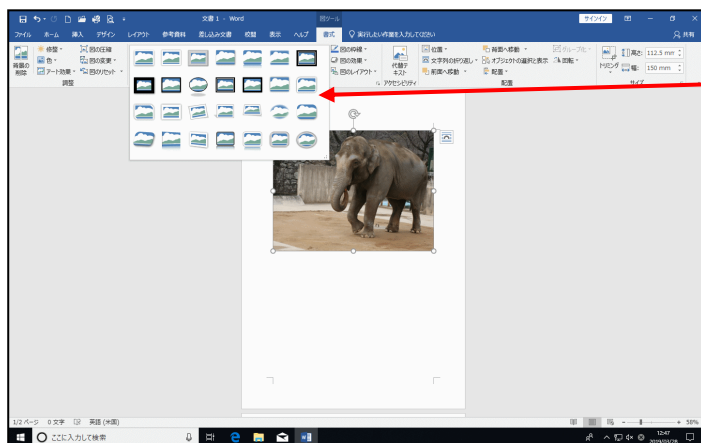 文書 1 - Word
図ツール
サインイン
ファイル ホーム 挿入 デザイン レイアウト 参考資料 差し込み文書 校閲 表示 ヘルプ 書式 実行したい作業を入力してください 共有
背景の削除
修整
色
アート効果
図の圧縮
図の変更
図のリセット
調整
図の枠線
図の効果
図のレイアウト
代替テキスト
アクセシビリティ
位置
文字列の折り返し
前面へ移動
背面へ移動
オブジェクトの選択と表示
配置
グループ化
回転
配置
トリミング
高さ: 112.5 mm
幅: 150 mm
サイズ
1/2 ページ 0 文字 英語 (米国) 58%
ここに入力して検索
12:47
2019/03/28